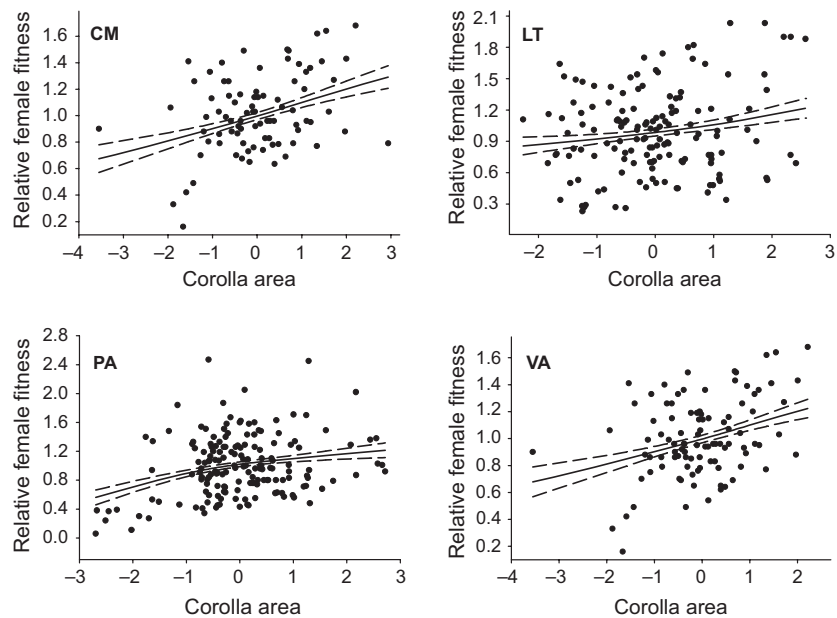 CM
Relative female fitness
1.6
1.4
1.2
1.0
0.8
0.6
0.4
0.2
–4 –3 –2 –1 0 1 2 3
Corolla area
LT
Relative female fitness
2.1
1.8
1.5
1.2
0.9
0.6
0.3
–2 –1 0 1 2 3
Corolla area
PA
Relative female fitness
2.8
2.4
2.0
1.6
1.2
0.8
0.4
0.0
–3 –2 –1 0 1 2 3
Corolla area
VA
Relative female fitness
1.6
1.4
1.2
1.0
0.8
0.6
0.4
0.2
–4 –3 –2 –1 0 1 2
Corolla area